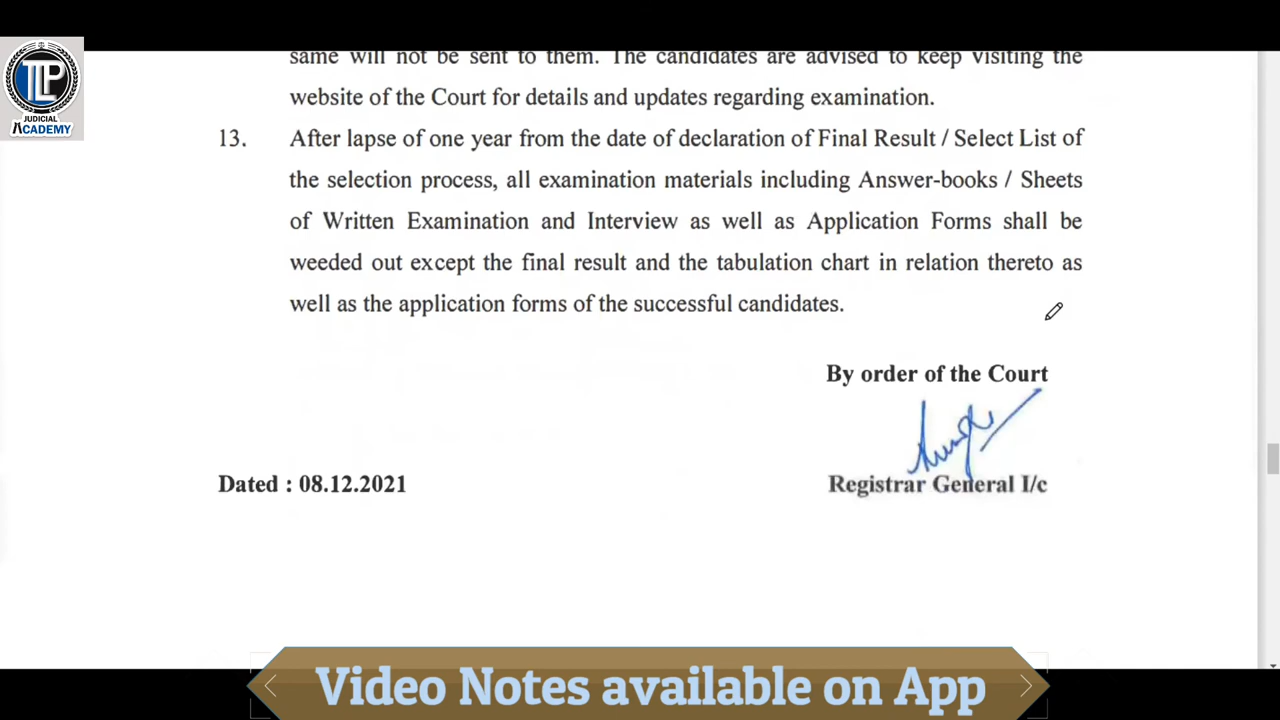 TLP
JUDICIAL
ACADEMY
same will not be sent to them. The candidates are advised to keep visiting the
website of the Court for details and updates regarding examination.
13. After lapse of one year from the date of declaration of Final Result / Select List of
the selection process, all examination materials including Answer-books / Sheets
of Written Examination and Interview as well as Application Forms shall be
weeded out except the final result and the tabulation chart in relation thereto as
well as the application forms of the successful candidates.
By order of the Court
Dated : 08.12.2021
Registrar General I/c
Video Notes available on App